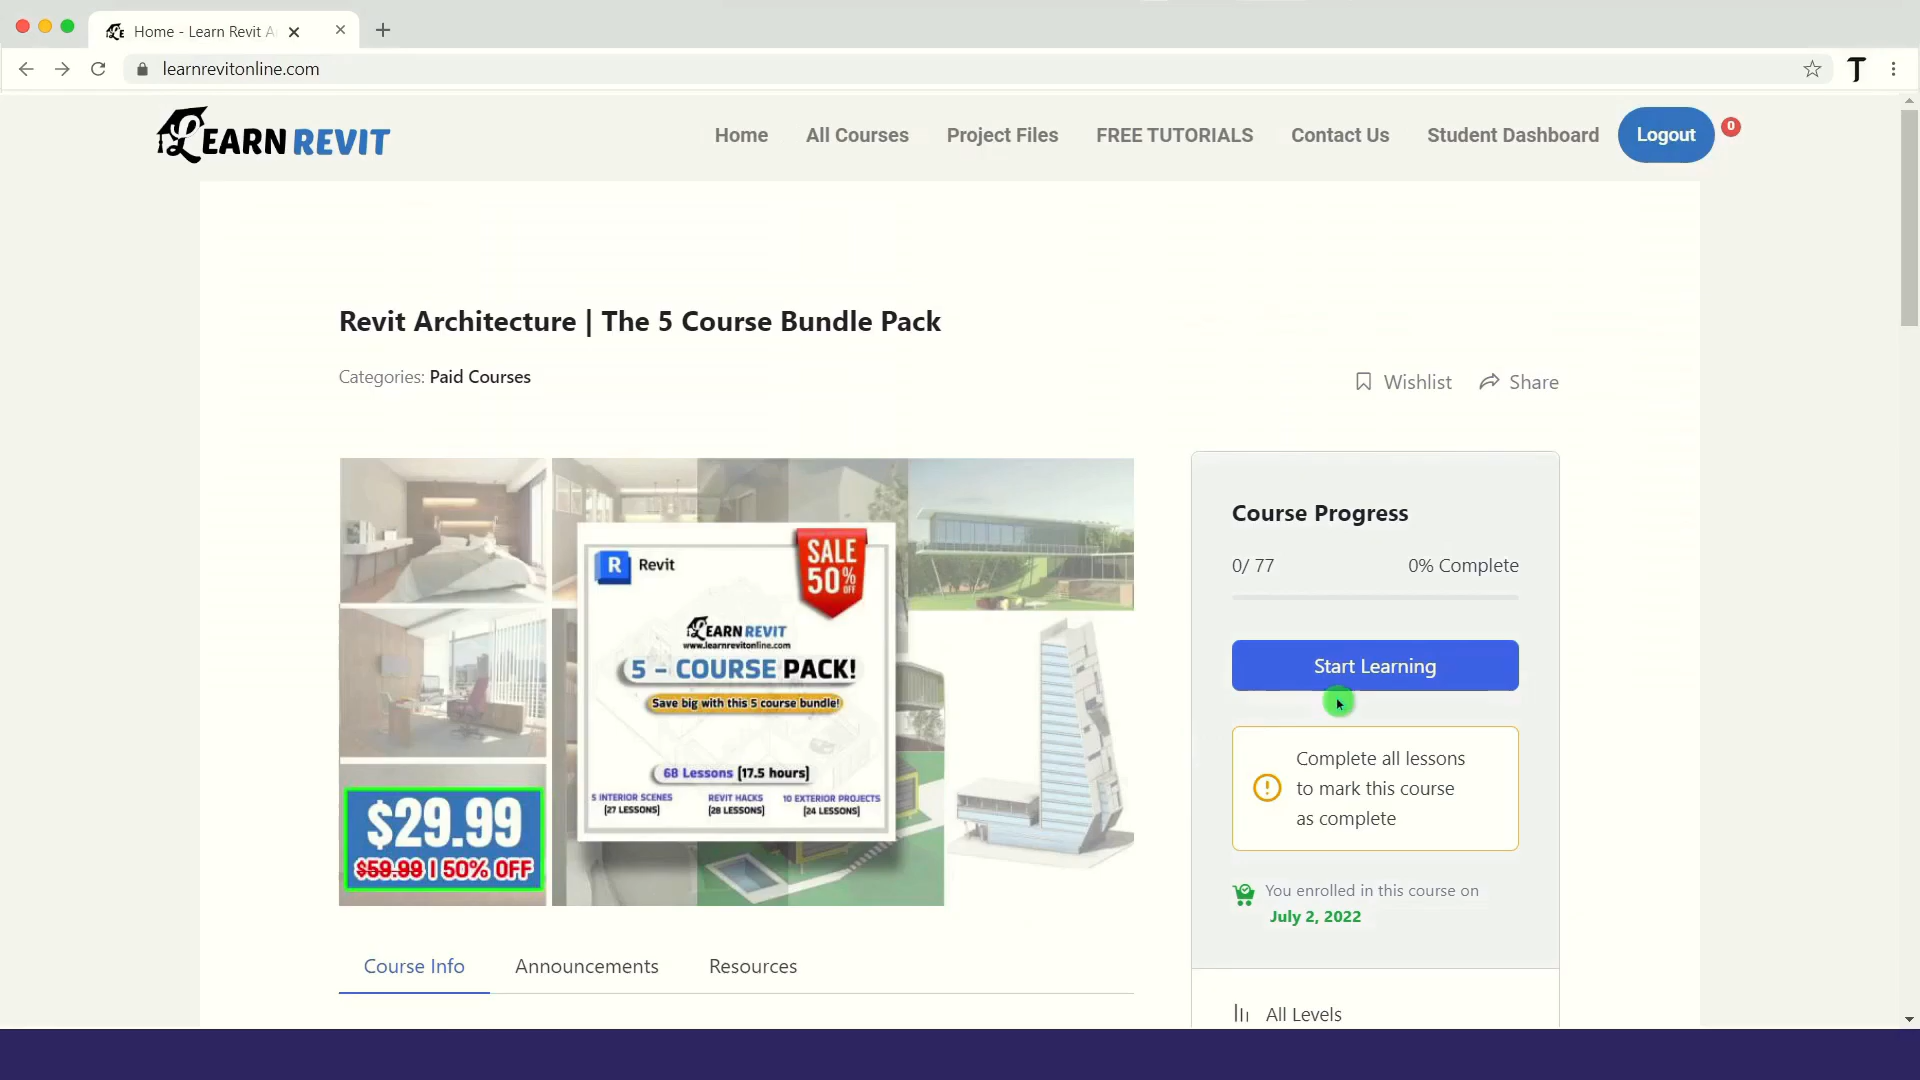 Home - Learn Revit A
learnrevitonline.com
LEARN REVIT
Home
All Courses
Project Files
FREE TUTORIALS
Contact Us
Student Dashboard
Logout
0
Revit Architecture | The 5 Course Bundle Pack
Categories: Paid Courses
Wishlist
Share
R Revit
SALE
50%
OFF
LEARN REVIT
www.learnrevitonline.com
5 - COURSE PACK!
Save big with this 5 course bundle!
68 Lessons [17.5 hours]
5 INTERIOR SCENES
[27 LESSONS]
REVIT HACKS
[28 LESSONS]
10 EXTERIOR PROJECTS
[24 LESSONS]
$29.99
$59.99 | 50% OFF
Course Progress
0/ 77
0% Complete
Start Learning
Complete all lessons
to mark this course
as complete
You enrolled in this course on
July 2, 2022
Course Info
Announcements
Resources
All Levels